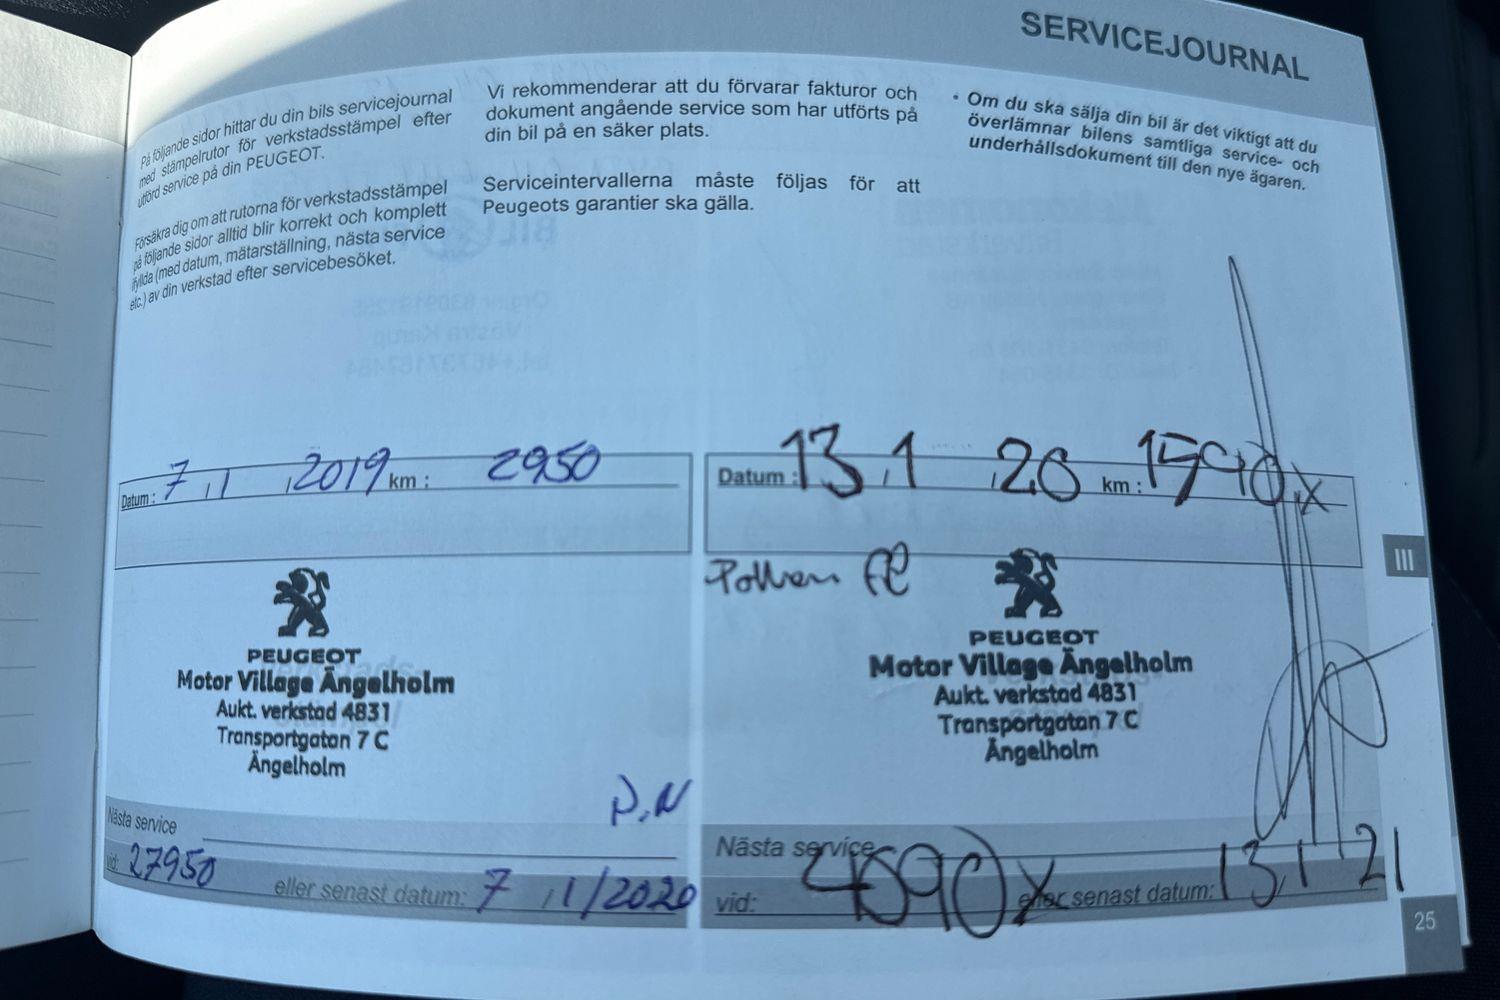 SERVICEJOURNAL
På följande sidor hittar du din bils servicejournal
med stämpelrutor för verkstadsstämpel efter
utförd service på din PEUGEOT.
Försäkra dig om att rutorna för verkstadsstämpel
på följande sidor alltid blir korrekt och komplett
ifyllda (med datum, mätarställning, nästa service
etc.) av din verkstad efter servicebesöket.
Vi rekommenderar att du förvarar fakturor och
dokument angående service som har utförts på
din bil på en säker plats.
Serviceintervallerna måste följas för att
Peugeots garantier ska gälla.
• Om du ska sälja din bil är det viktigt att du
överlämnar bilens samtliga service- och
underhållsdokument till den nye ägaren.
Datum : 7 / 1 / 2019 km : 2950
PEUGEOT
Motor Village Ängelholm
Aukt. verkstad 4831
Transportgatan 7 C
Ängelholm
P.N
Nästa service
vid: 27950 eller senast datum: 7 / 1 / 2020
Datum : 13 / 1 / 20 km : 1590x
Pollen
PEUGEOT
Motor Village Ängelholm
Aukt. verkstad 4831
Transportgatan 7 C
Ängelholm
Nästa service
vid: 4090x eller senast datum: 13 / 1 21
III
25